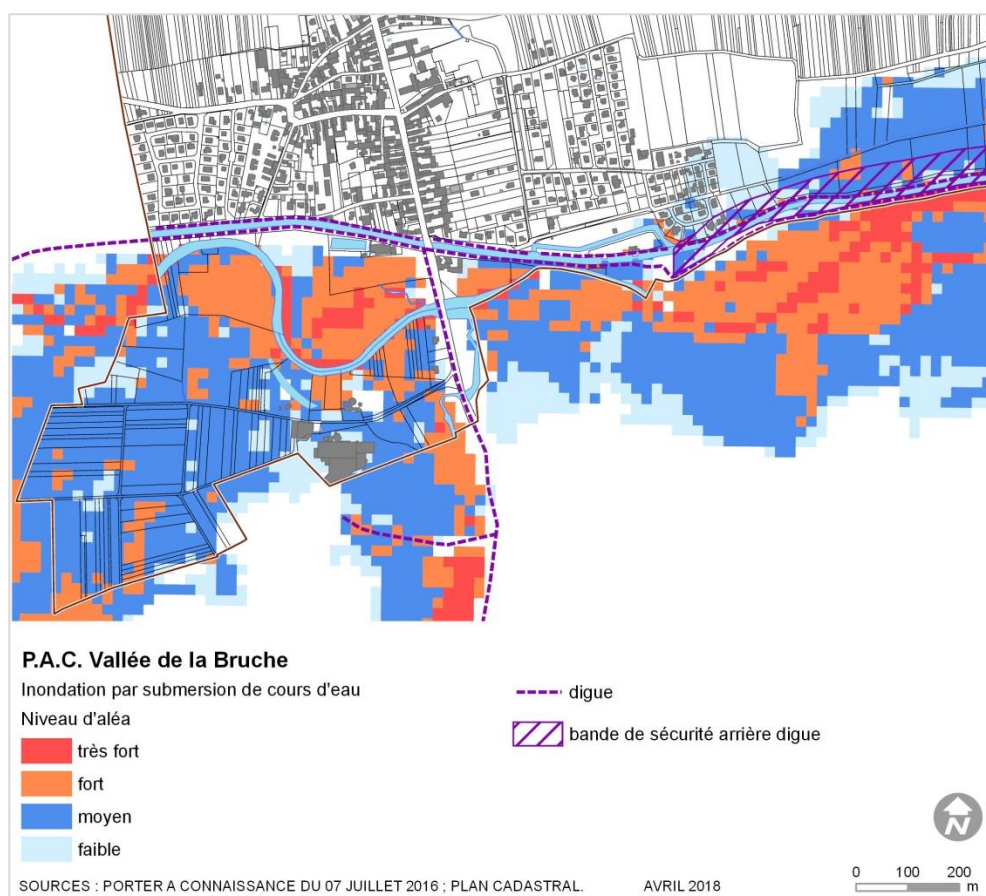 P.A.C. Vallée de la Bruche
Inondation par submersion de cours d'eau
Niveau d'aléa
très fort
fort
moyen
faible
digue
bande de sécurité arrière digue
N
SOURCES : PORTER A CONNAISSANCE DU 07 JUILLET 2016 ; PLAN CADASTRAL. AVRIL 2018
0 100 200
m